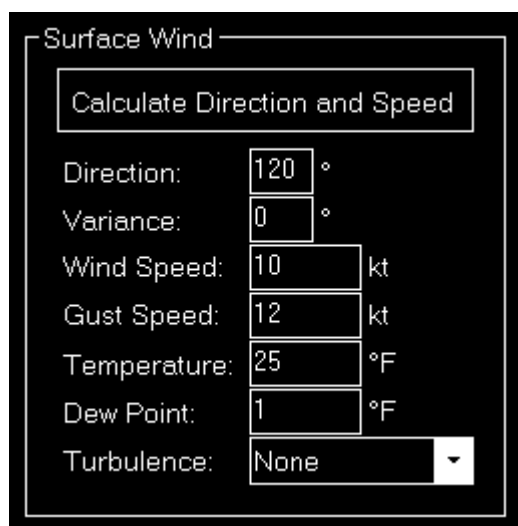 Surface Wind
Calculate Direction and Speed
Direction: 120 °
Variance: 0 °
Wind Speed: 10 kt
Gust Speed: 12 kt
Temperature: 25 °F
Dew Point: 1 °F
Turbulence: None